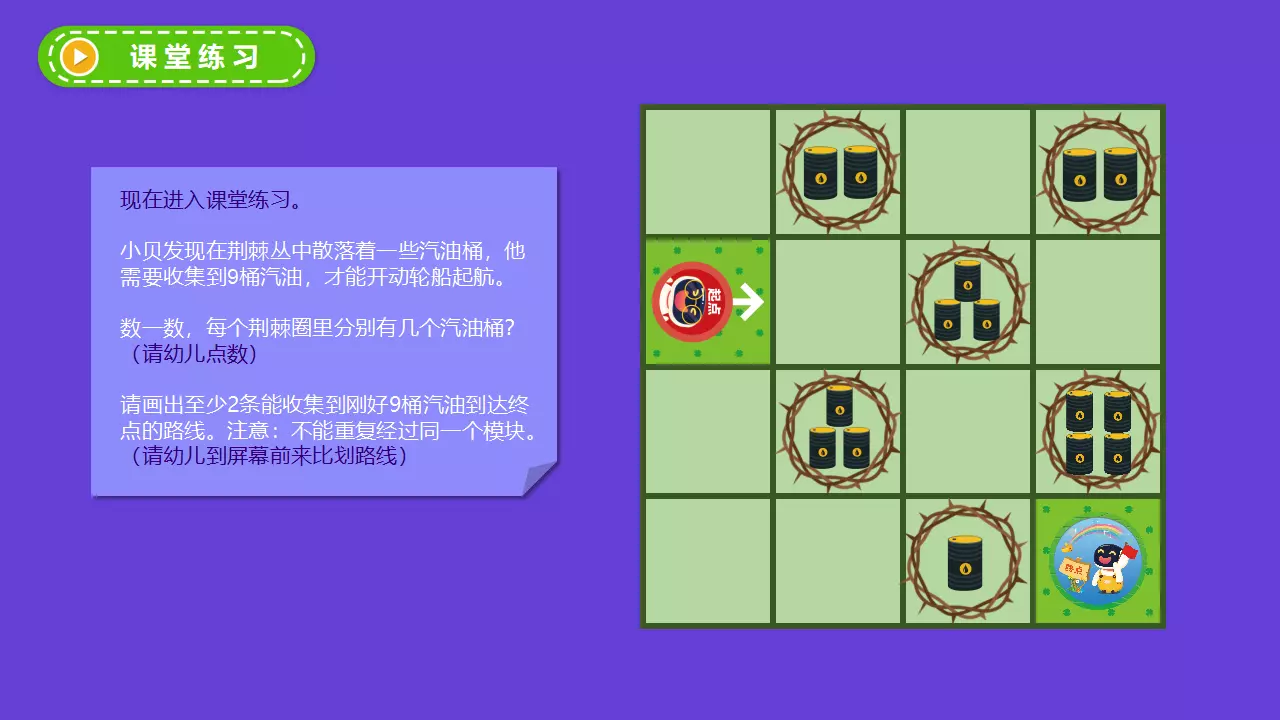 课堂练习
现在进入课堂练习。
小贝发现在荆棘丛中散落着一些汽油桶，他
需要收集到9桶汽油，才能开动轮船起航。
数一数，每个荆棘圈里分别有几个汽油桶?
（请幼儿点数）
请画出至少2条能收集到刚好9桶汽油到达终
点的路线。注意：不能重复经过同一个模块。
（请幼儿到屏幕前来比划路线）
起点
终点